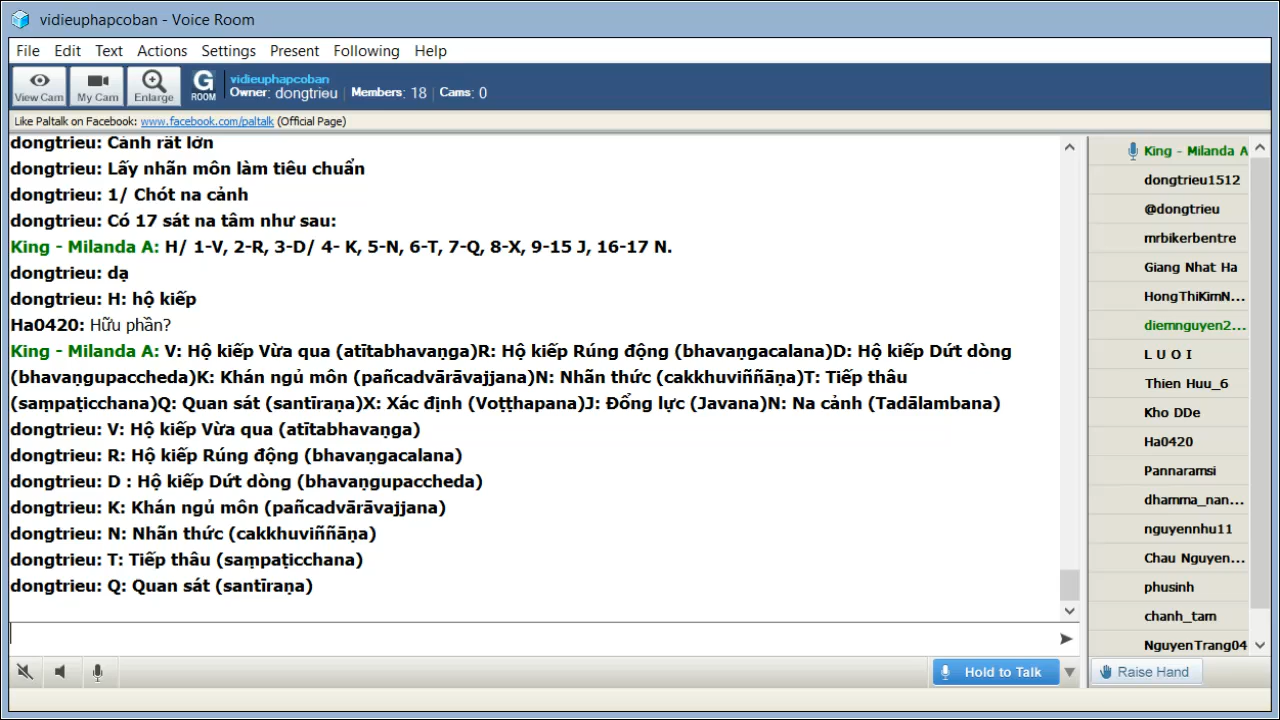 vidieuphapcoban - Voice Room
File Edit Text Actions Settings Present Following Help
View Cam My Cam Enlarge G ROOM vidieuphapcoban
Owner: dongtrieu | Members: 18 | Cams: 0
Like Paltalk on Facebook: www.facebook.com/paltalk (Official Page)
dongtrieu: Cảnh rất lớn
dongtrieu: Lấy nhãn môn làm tiêu chuẩn
dongtrieu: 1/ Chót na cảnh
dongtrieu: Có 17 sát na tâm như sau:
King - Milanda A: H/ 1-V, 2-R, 3-D/ 4- K, 5-N, 6-T, 7-Q, 8-X, 9-15 J, 16-17 N.
dongtrieu: dạ
dongtrieu: H: hộ kiếp
Ha0420: Hữu phần?
King - Milanda A: V: Hộ kiếp Vừa qua (atītabhavaṇga)R: Hộ kiếp Rúng động (bhavaṇgacalana)D: Hộ kiếp Dứt dòng
(bhavaṇgupaccheda)K: Khán ngủ môn (pañcadvārāvajjana)N: Nhãn thức (cakkhuviññāṇa)T: Tiếp thâu
(saṃpaṭicchana)Q: Quan sát (santīraṇa)X: Xác định (Voṭṭhapana)J: Đổng lực (Javana)N: Na cảnh (Tadālambana)
dongtrieu: V: Hộ kiếp Vừa qua (atītabhavaṇga)
dongtrieu: R: Hộ kiếp Rúng động (bhavaṇgacalana)
dongtrieu: D : Hộ kiếp Dứt dòng (bhavaṇgupaccheda)
dongtrieu: K: Khán ngủ môn (pañcadvārāvajjana)
dongtrieu: N: Nhãn thức (cakkhuviññāṇa)
dongtrieu: T: Tiếp thâu (saṃpaṭicchana)
dongtrieu: Q: Quan sát (santīraṇa)
King - Milanda A
dongtrieu1512
@dongtrieu
mrbikerbentre
Giang Nhat Ha
HongThiKimN...
diemnguyen2...
L U O I
Thien Huu_6
Kho DDe
Ha0420
Pannaramsi
dhamma_nan...
nguyennhu11
Chau Nguyen...
phusinh
chanh_tam
NguyenTrang04
Hold to Talk
Raise Hand